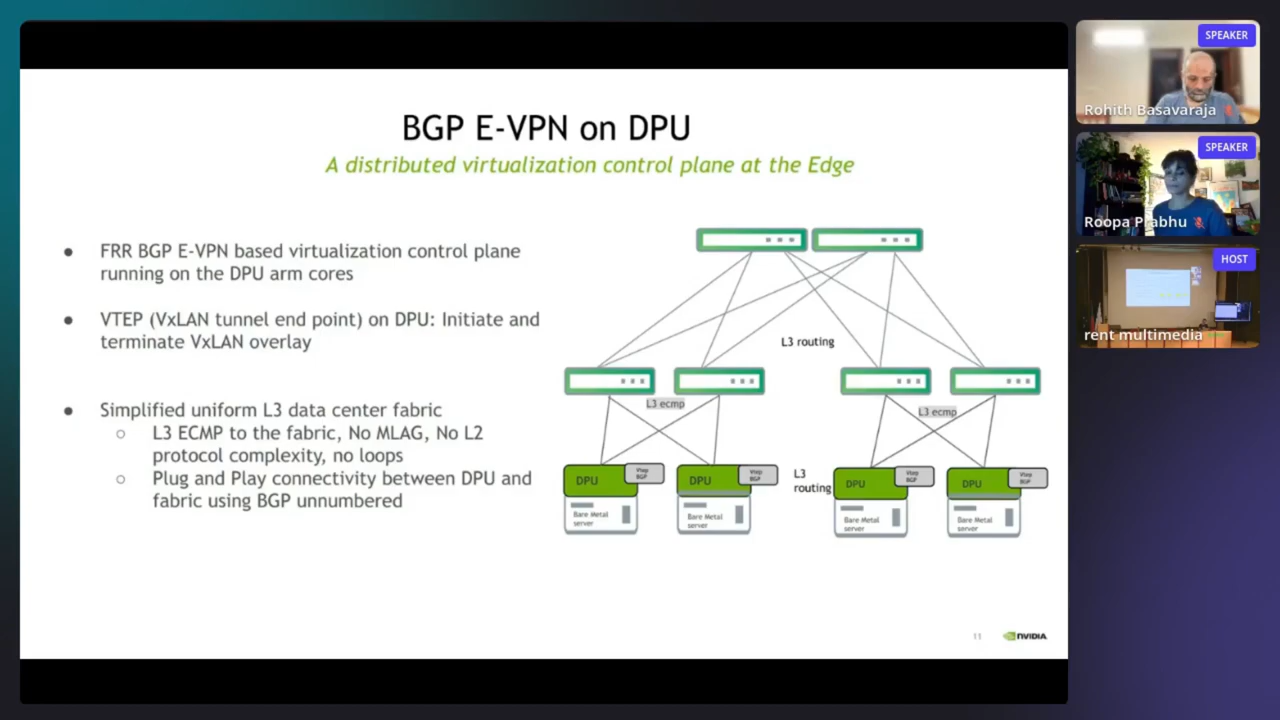 BGP E-VPN on DPU
A distributed virtualization control plane at the Edge
● FRR BGP E-VPN based virtualization control plane
running on the DPU arm cores
● VTEP (VxLAN tunnel end point) on DPU: Initiate and
terminate VxLAN overlay
● Simplified uniform L3 data center fabric
○ L3 ECMP to the fabric, No MLAG, No L2
protocol complexity, no loops
○ Plug and Play connectivity between DPU and
fabric using BGP unnumbered
L3 routing
L3 ecmp
L3 ecmp
DPU
Vtep
BGP
Bare Metal
server
DPU
Vtep
BGP
Bare Metal
server
L3
routing
DPU
Vtep
BGP
Bare Metal
server
DPU
Vtep
BGP
Bare Metal
server
11
NVIDIA
SPEAKER
Rohith Basavaraja
SPEAKER
Roopa Prabhu
HOST
rent multimedia